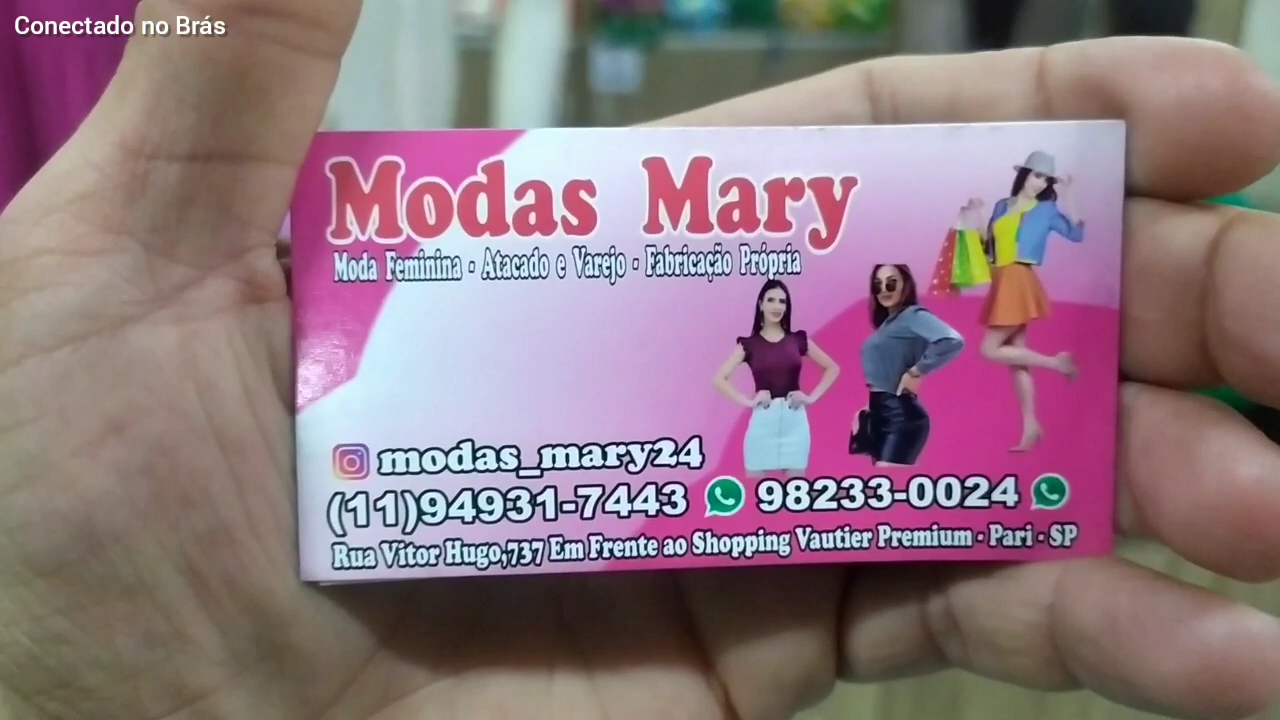 Conectado no Brás
Modas Mary
Moda Feminina - Atacado e Varejo - Fabricação Própria
modas_mary24
(11)94931-7443 98233-0024
Rua Vitor Hugo,737 Em Frente ao Shopping Vautier Premium - Pari - SP